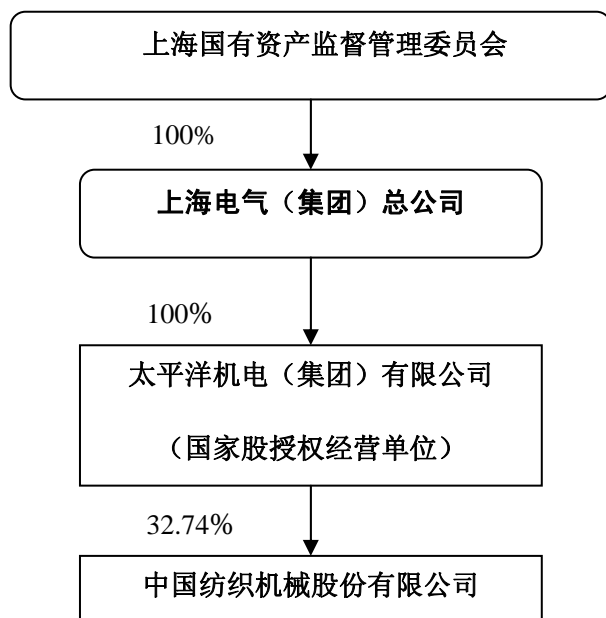 上海国有资产监督管理委员会
100%
上海电气（集团）总公司
100%
太平洋机电（集团）有限公司
（国家股授权经营单位）
32.74%
中国纺织机械股份有限公司